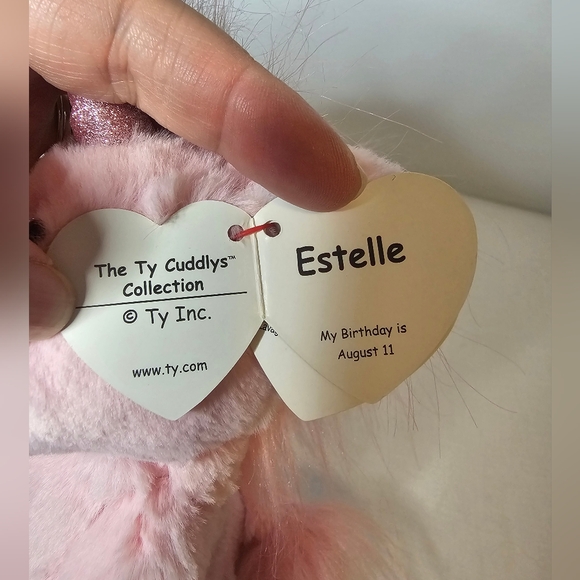 The Ty Cuddlys™
Collection
© Ty Inc.
www.ty.com
Estelle
My Birthday is
August 11